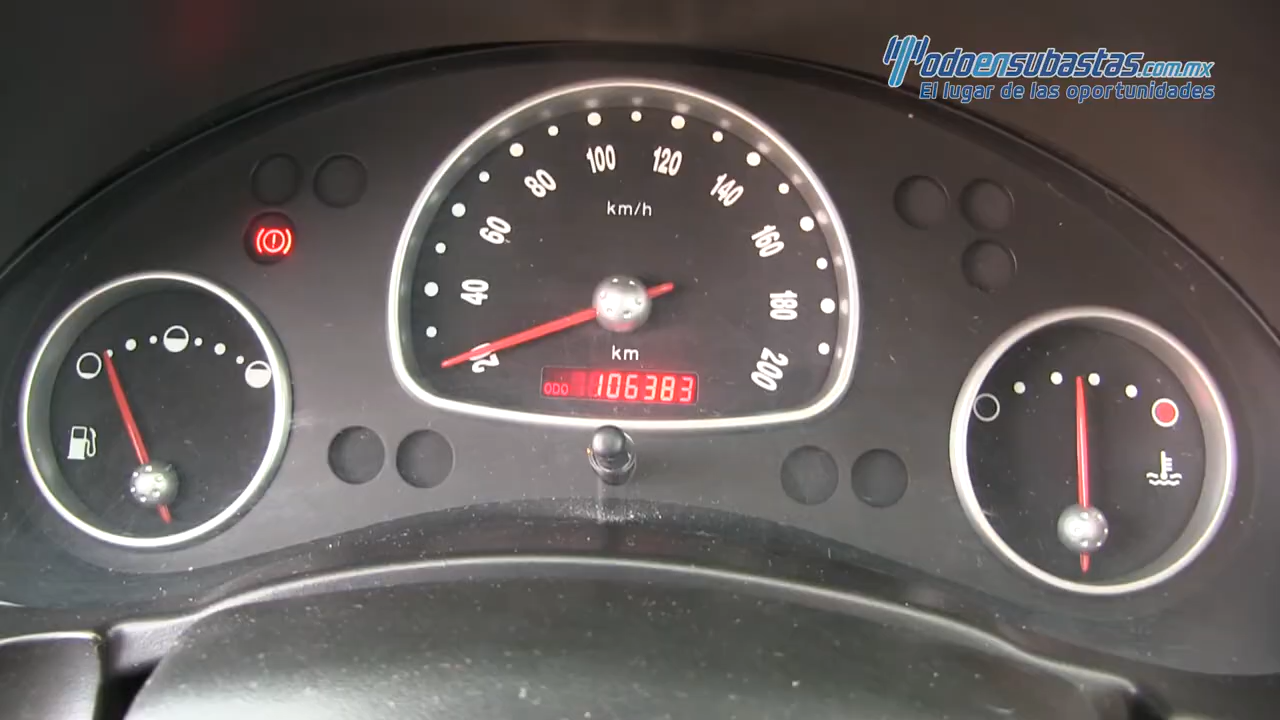 Todoensubastas.com.mx
El lugar de las oportunidades
100 120
80 140
60 km/h 160
40 180
20 km 200
ODO 106383